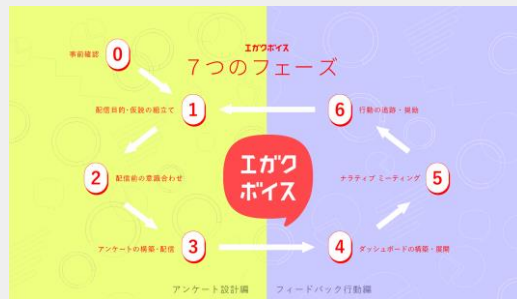 エガクボイス
7つのフェーズ
事前確認 0
配信目的・仮説の組立て 1
2 配信前の意識合わせ
アンケートの構築・配信 3
4 ダッシュボードの構築・展開
ナラティブ ミーティング 5
6 行動の追跡・奨励
エガク
ボイス
アンケート設計編
フィードバック行動編